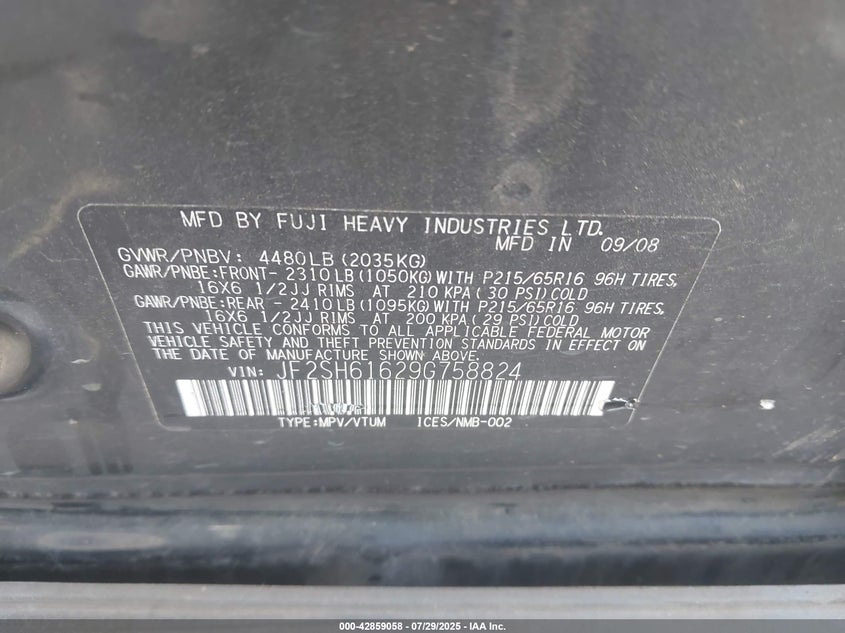 MFD BY FUJI HEAVY INDUSTRIES LTD.
MFD IN 09/08
GVWR/PNBV: 4480LB (2035KG)
GAWR/PNBE:FRONT- 2310LB (1050KG) WITH P215/65R16 96H TIRES,
16X6 1/2JJ RIMS AT 210 KPA (30 PSI) COLD
GAWR/PNBE:REAR - 2410LB (1095KG) WITH P215/65R16 96H TIRES,
16X6 1/2JJ RIMS AT 200 KPA (29 PSI) COLD
THIS VEHICLE CONFORMS TO ALL APPLICABLE FEDERAL MOTOR
VEHICLE SAFETY AND THEFT PREVENTION STANDARDS IN EFFECT ON
THE DATE OF MANUFACTURE SHOWN ABOVE.
VIN: JF2SH61629G758824
TYPE:MPV/VTUM ICES/NMB-002
000-42859058 - 07/29/2025 - IAA Inc.